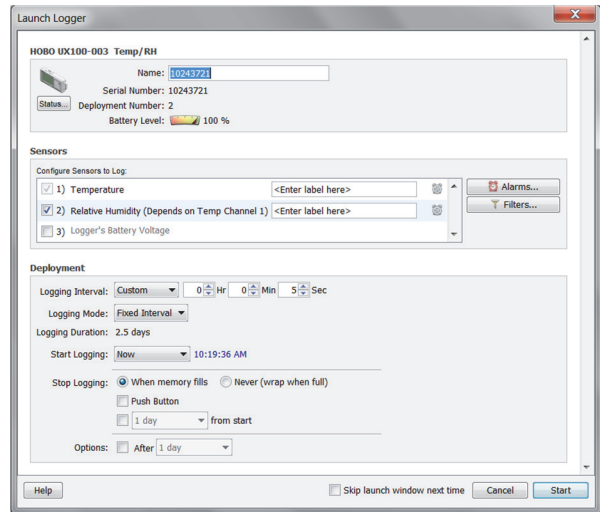 Launch Logger
HOBO UX100-003 Temp/RH
Name: 10243721
Serial Number: 10243721
Status... Deployment Number: 2
Battery Level: 100 %
Sensors
Configure Sensors to Log:
1) Temperature <Enter label here> Alarms...
2) Relative Humidity (Depends on Temp Channel 1) <Enter label here> Filters...
3) Logger's Battery Voltage
Deployment
Logging Interval: Custom 0 Hr 0 Min 5 Sec
Logging Mode: Fixed Interval
Logging Duration: 2.5 days
Start Logging: Now 10:19:36 AM
Stop Logging: When memory fills Never (wrap when full)
Push Button
1 day from start
Options: After 1 day
Help Skip launch window next time Cancel Start